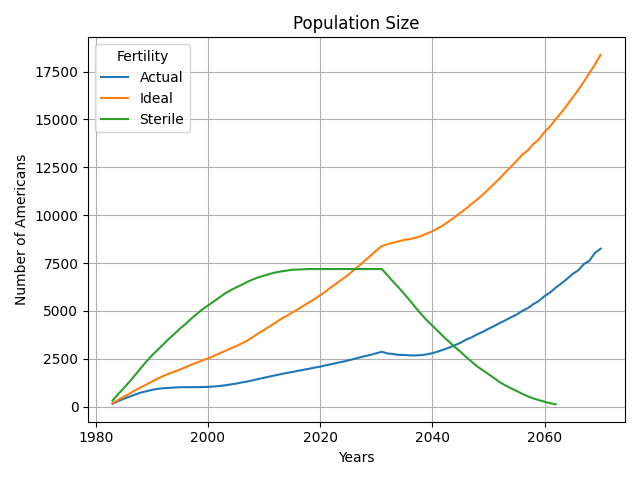 Population Size
Fertility
Actual
Ideal
Sterile
Number of Americans
17500
15000
12500
10000
7500
5000
2500
0
1980
2000
2020
2040
2060
Years